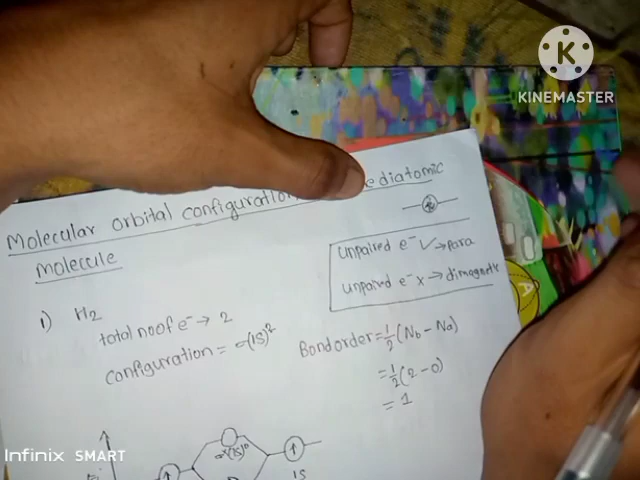 KINEMASTER
Molecular orbital configuration e diatomic
molecule
unpaired e⁻ ✓→para
unpaired e⁻ x → dimagnetic
1) H₂
total no of e⁻ → 2
configuration = σ(1S)²
Bond order = ½ (Nb − Na)
= ½ (2 − 0)
= 1
1S
Infinix SMART